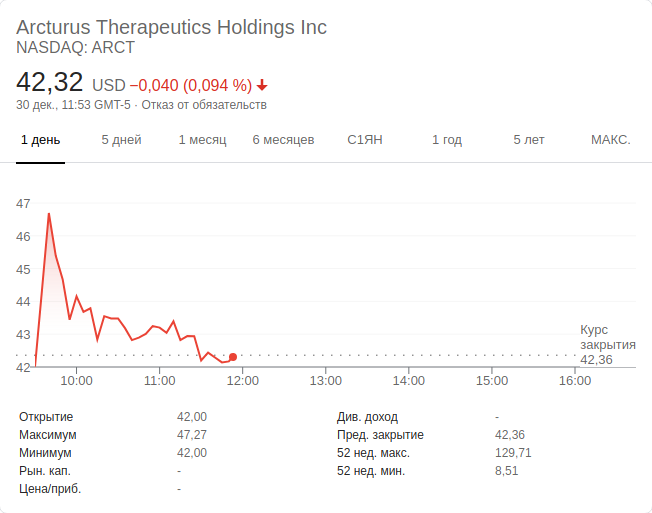 Arcturus Therapeutics Holdings Inc
NASDAQ: ARCT
42,32 USD −0,040 (0,094 %)
30 дек., 11:53 GMT-5 · Отказ от обязательств
1 день 5 дней 1 месяц 6 месяцев С1ЯН 1 год 5 лет МАКС.
47
46
45
44
43
42
Курс
закрытия
42,36
10:00 11:00 12:00 13:00 14:00 15:00 16:00
Открытие 42,00 Див. доход -
Максимум 47,27 Пред. закрытие 42,36
Минимум 42,00 52 нед. макс. 129,71
Рын. кап. - 52 нед. мин. 8,51
Цена/приб. -